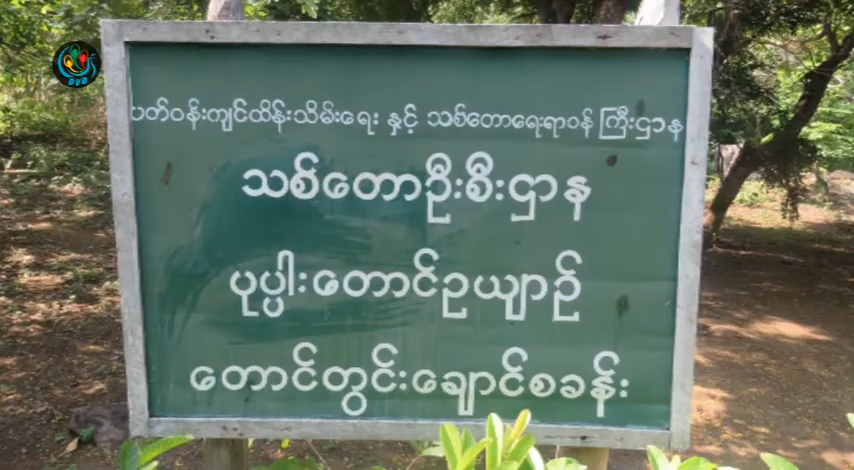 ပတ်ဝန်းကျင်ထိန်းသိမ်းရေး နှင့် သစ်တောရေးရာဝန်ကြီးဌာန
သစ်တောဦးစီးဌာန
ပုပ္ပါးတောင်ဥယျာဉ်
တောင်တွင်းချောင်စခန်း